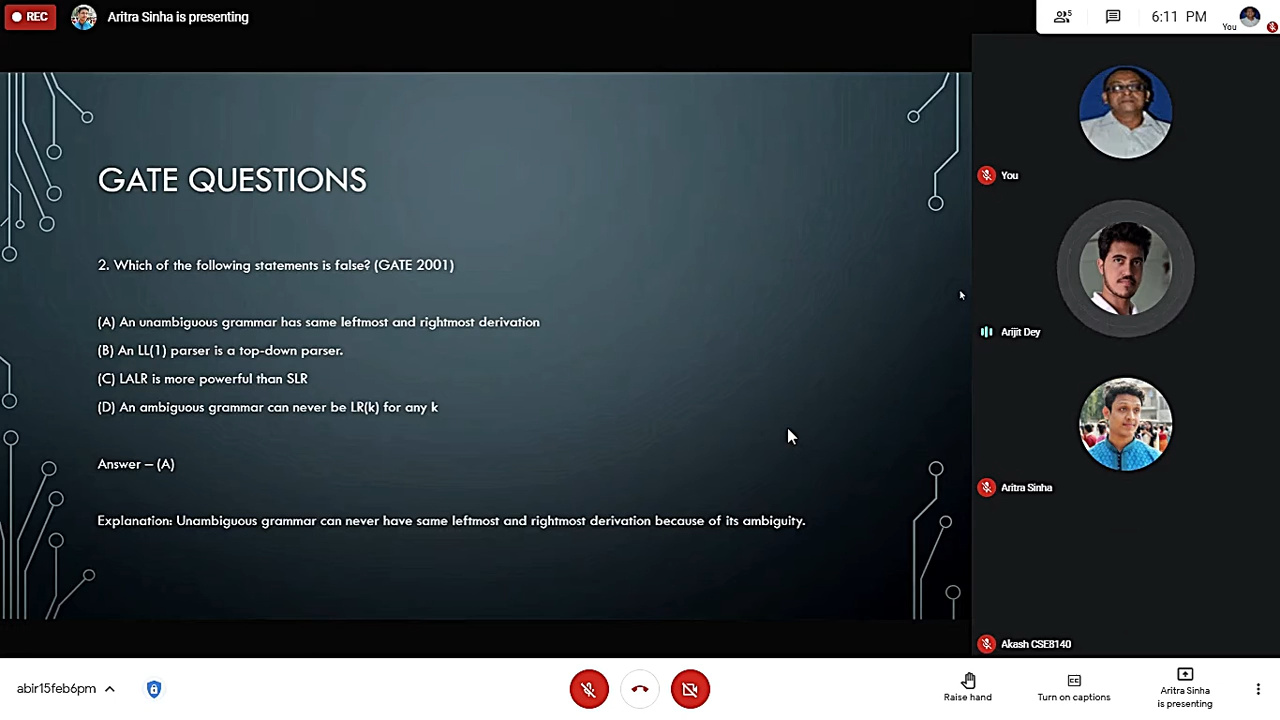 REC
Aritra Sinha is presenting
5
6:11 PM
You
GATE QUESTIONS
2. Which of the following statements is false? (GATE 2001)
(A) An unambiguous grammar has same leftmost and rightmost derivation
(B) An LL(1) parser is a top-down parser.
(C) LALR is more powerful than SLR
(D) An ambiguous grammar can never be LR(k) for any k
Answer – (A)
Explanation: Unambiguous grammar can never have same leftmost and rightmost derivation because of its ambiguity.
You
Arijit Dey
Aritra Sinha
Akash CSE8140
abir15feb6pm
Raise hand
CC
Turn on captions
Aritra Sinha
is presenting